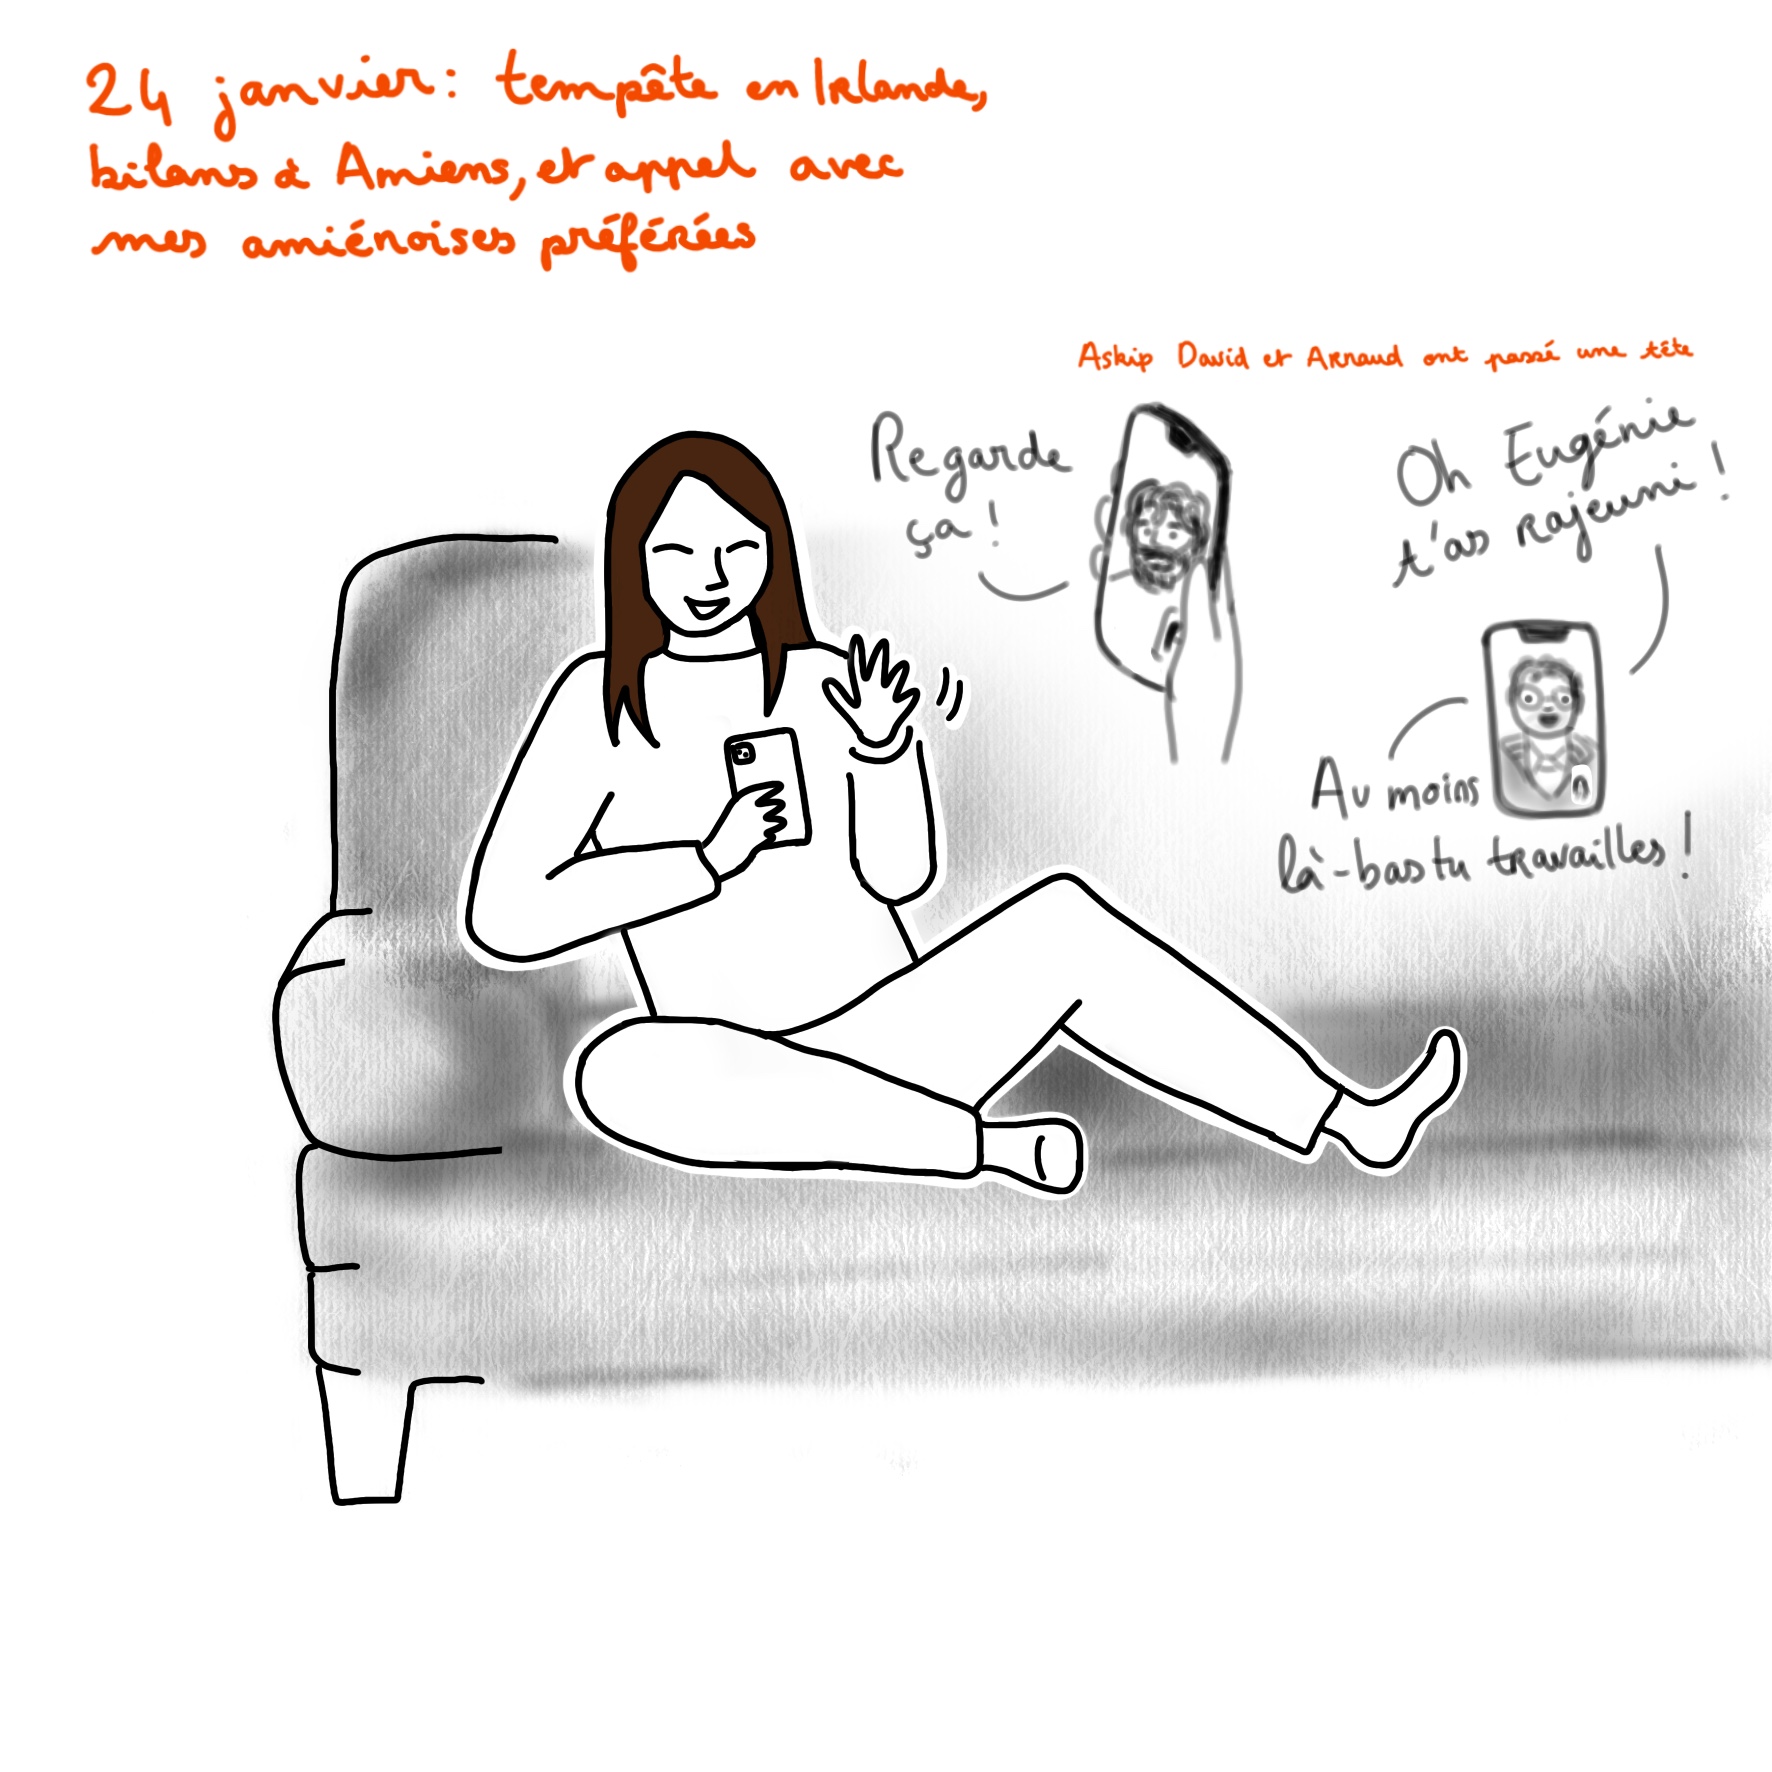 24 janvier : tempête en Irlande,
bilans à Amiens, et appel avec
mes amiénoises préférées
Askip David et Arnaud ont passé une tête
Regarde
ça !
Oh Eugénie
t'as rajeuni !
Au moins
là-bas tu travailles !